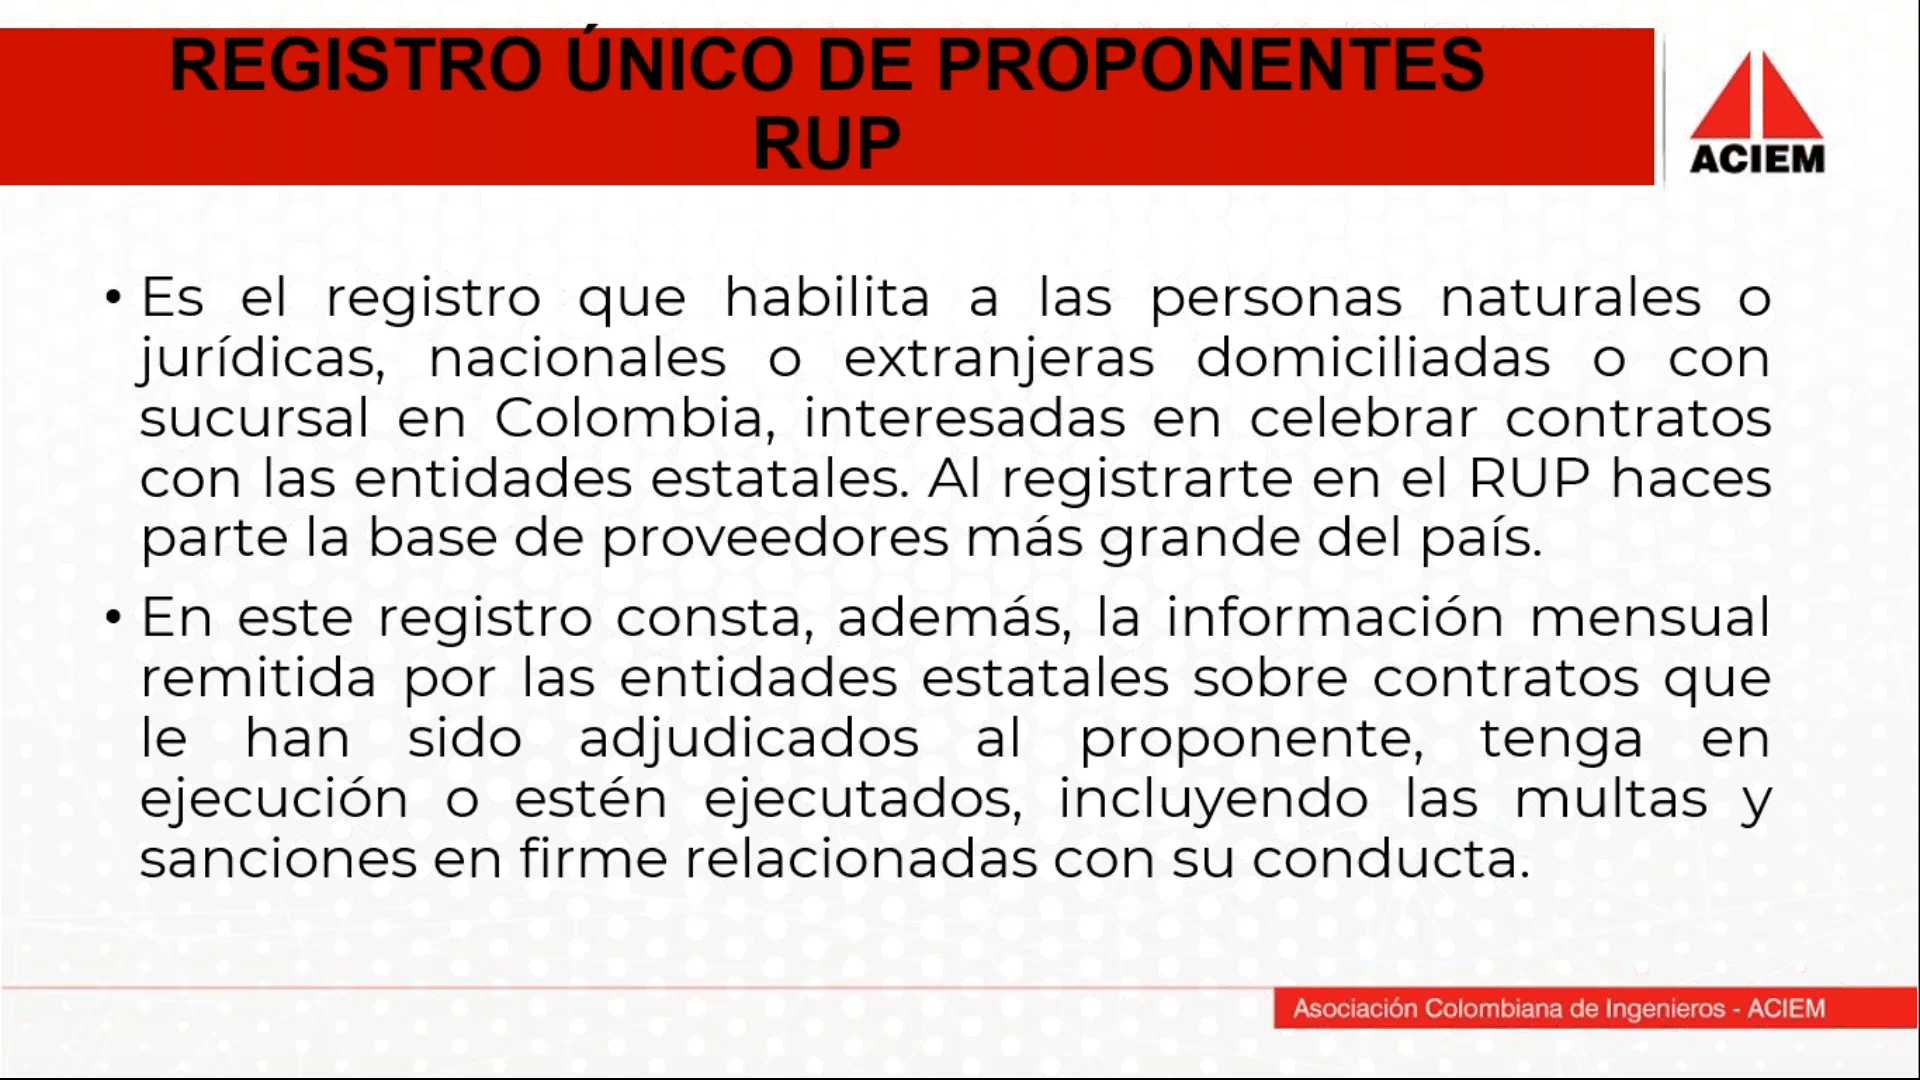 REGISTRO ÚNICO DE PROPONENTES
RUP
ACIEM
• Es el registro que habilita a las personas naturales o
jurídicas, nacionales o extranjeras domiciliadas o con
sucursal en Colombia, interesadas en celebrar contratos
con las entidades estatales. Al registrarte en el RUP haces
parte la base de proveedores más grande del país.
• En este registro consta, además, la información mensual
remitida por las entidades estatales sobre contratos que
le han sido adjudicados al proponente, tenga en
ejecución o estén ejecutados, incluyendo las multas y
sanciones en firme relacionadas con su conducta.
Asociación Colombiana de Ingenieros - ACIEM